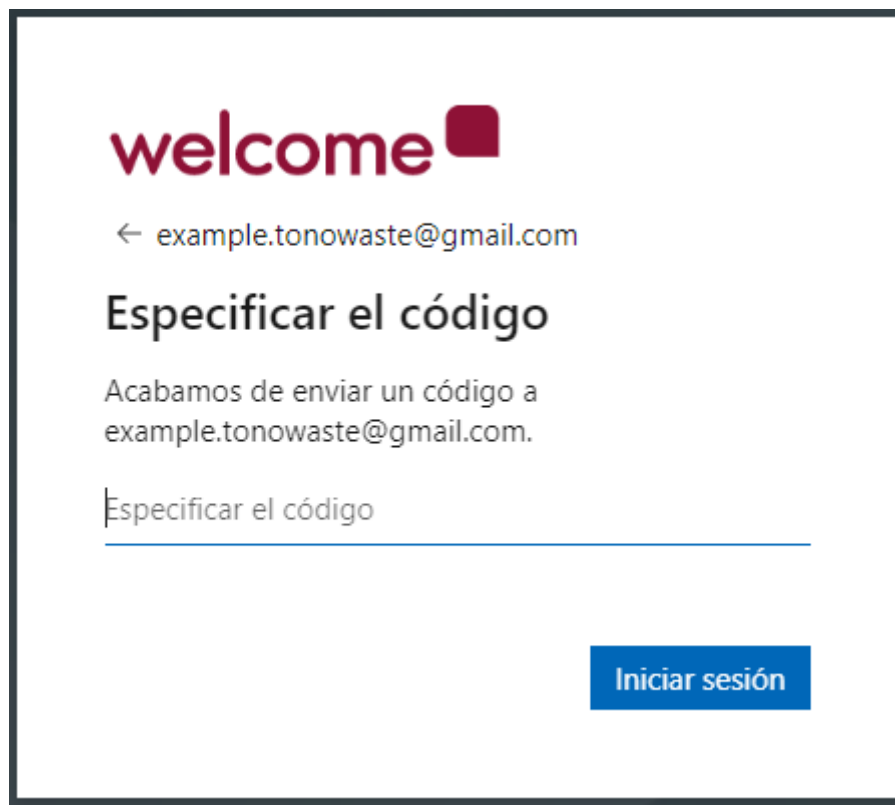 welcome
← example.tonowaste@gmail.com
Especificar el código
Acabamos de enviar un código a
example.tonowaste@gmail.com.
Especificar el código
Iniciar sesión